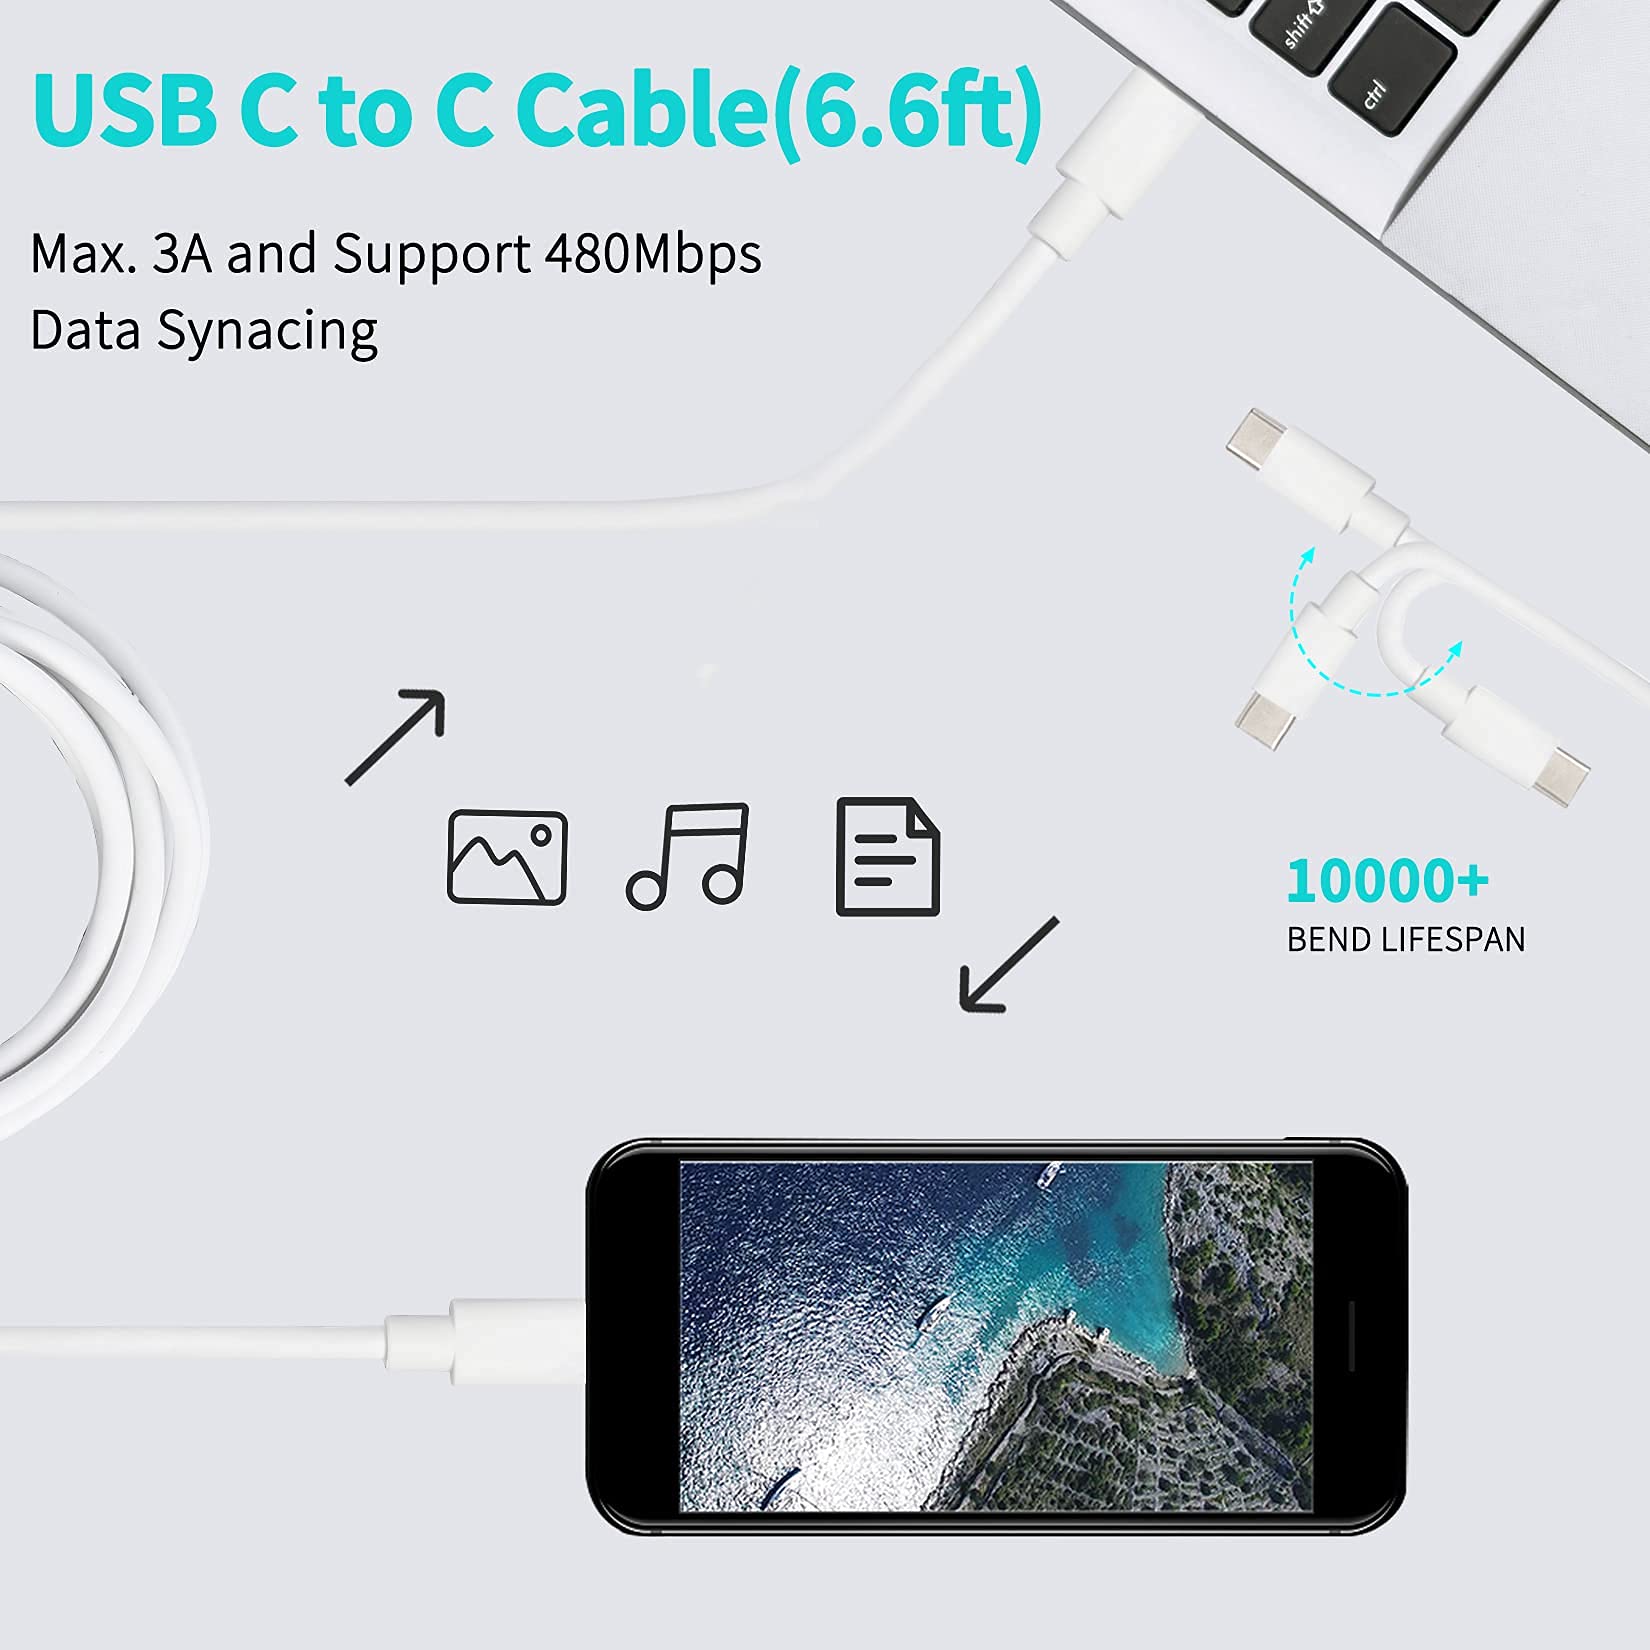 USB C to C Cable(6.6ft)
Max. 3A and Support 480Mbps
Data Synacing
shift
ctrl
10000+
BEND LIFESPAN